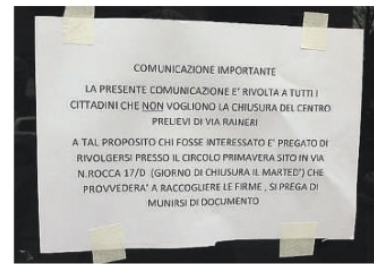 COMUNICAZIONE IMPORTANTE
LA PRESENTE COMUNICAZIONE E' RIVOLTA A TUTTI I
CITTADINI CHE NON VOGLIONO LA CHIUSURA DEL CENTRO
PRELIEVI DI VIA RAINERI
A TAL PROPOSITO CHI FOSSE INTERESSATO E' PREGATO DI
RIVOLGERSI PRESSO IL CIRCOLO PRIMAVERA SITO IN VIA
N.ROCCA 17/D (GIORNO DI CHIUSURA IL MARTED') CHE
PROVVEDERA' A RACCOGLIERE LE FIRME , SI PREGA DI
MUNIRSI DI DOCUMENTO